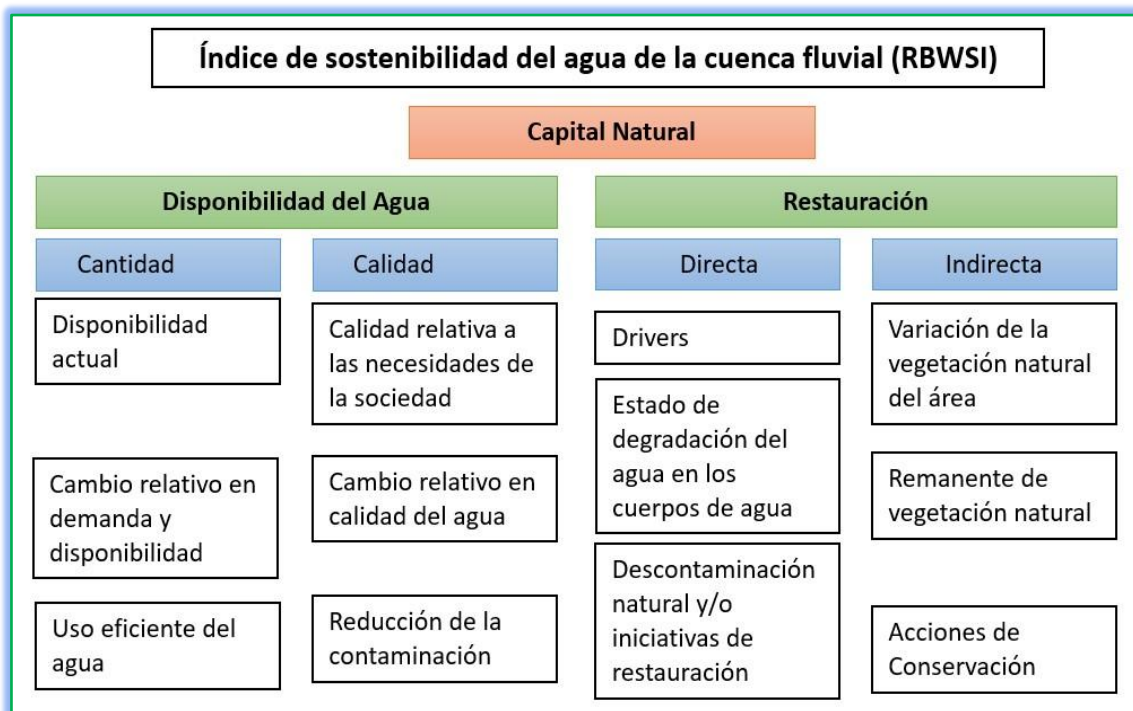 Índice de sostenibilidad del agua de la cuenca fluvial (RBWSI)
Capital Natural
Disponibilidad del Agua
Restauración
Cantidad
Calidad
Directa
Indirecta
Disponibilidad
actual
Calidad relativa a
las necesidades de
la sociedad
Drivers
Variación de la
vegetación natural
del área
Estado de
degradación del
agua en los
cuerpos de agua
Cambio relativo en
demanda y
disponibilidad
Cambio relativo en
calidad del agua
Remanente de
vegetación natural
Descontaminación
natural y/o
iniciativas de
restauración
Uso eficiente del
agua
Reducción de la
contaminación
Acciones de
Conservación